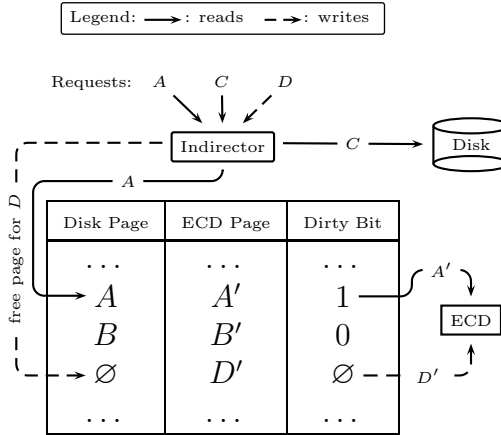 Legend: : reads : writes
Requests: A C D
Indirector
C
Disk
A
free page for D
Disk Page ECD Page Dirty Bit
... ... ...
A A′ 1
A′
B B′ 0
ECD
∅ D′ ∅
D′
... ... ...